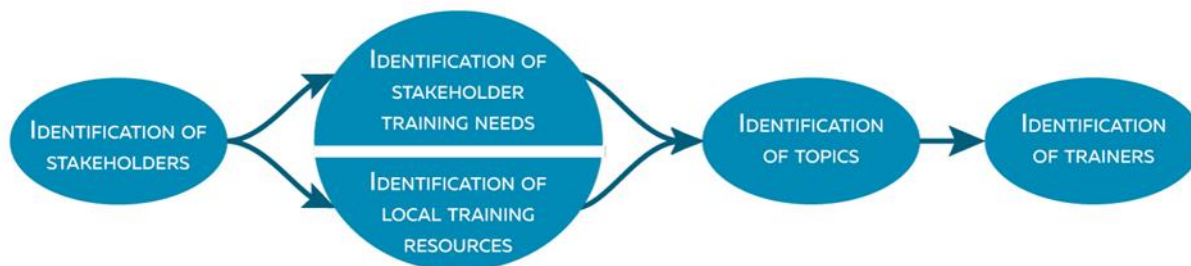 IDENTIFICATION OF
STAKEHOLDERS
IDENTIFICATION OF
STAKEHOLDER
TRAINING NEEDS
IDENTIFICATION OF
LOCAL TRAINING
RESOURCES
IDENTIFICATION
OF TOPICS
IDENTIFICATION
OF TRAINERS